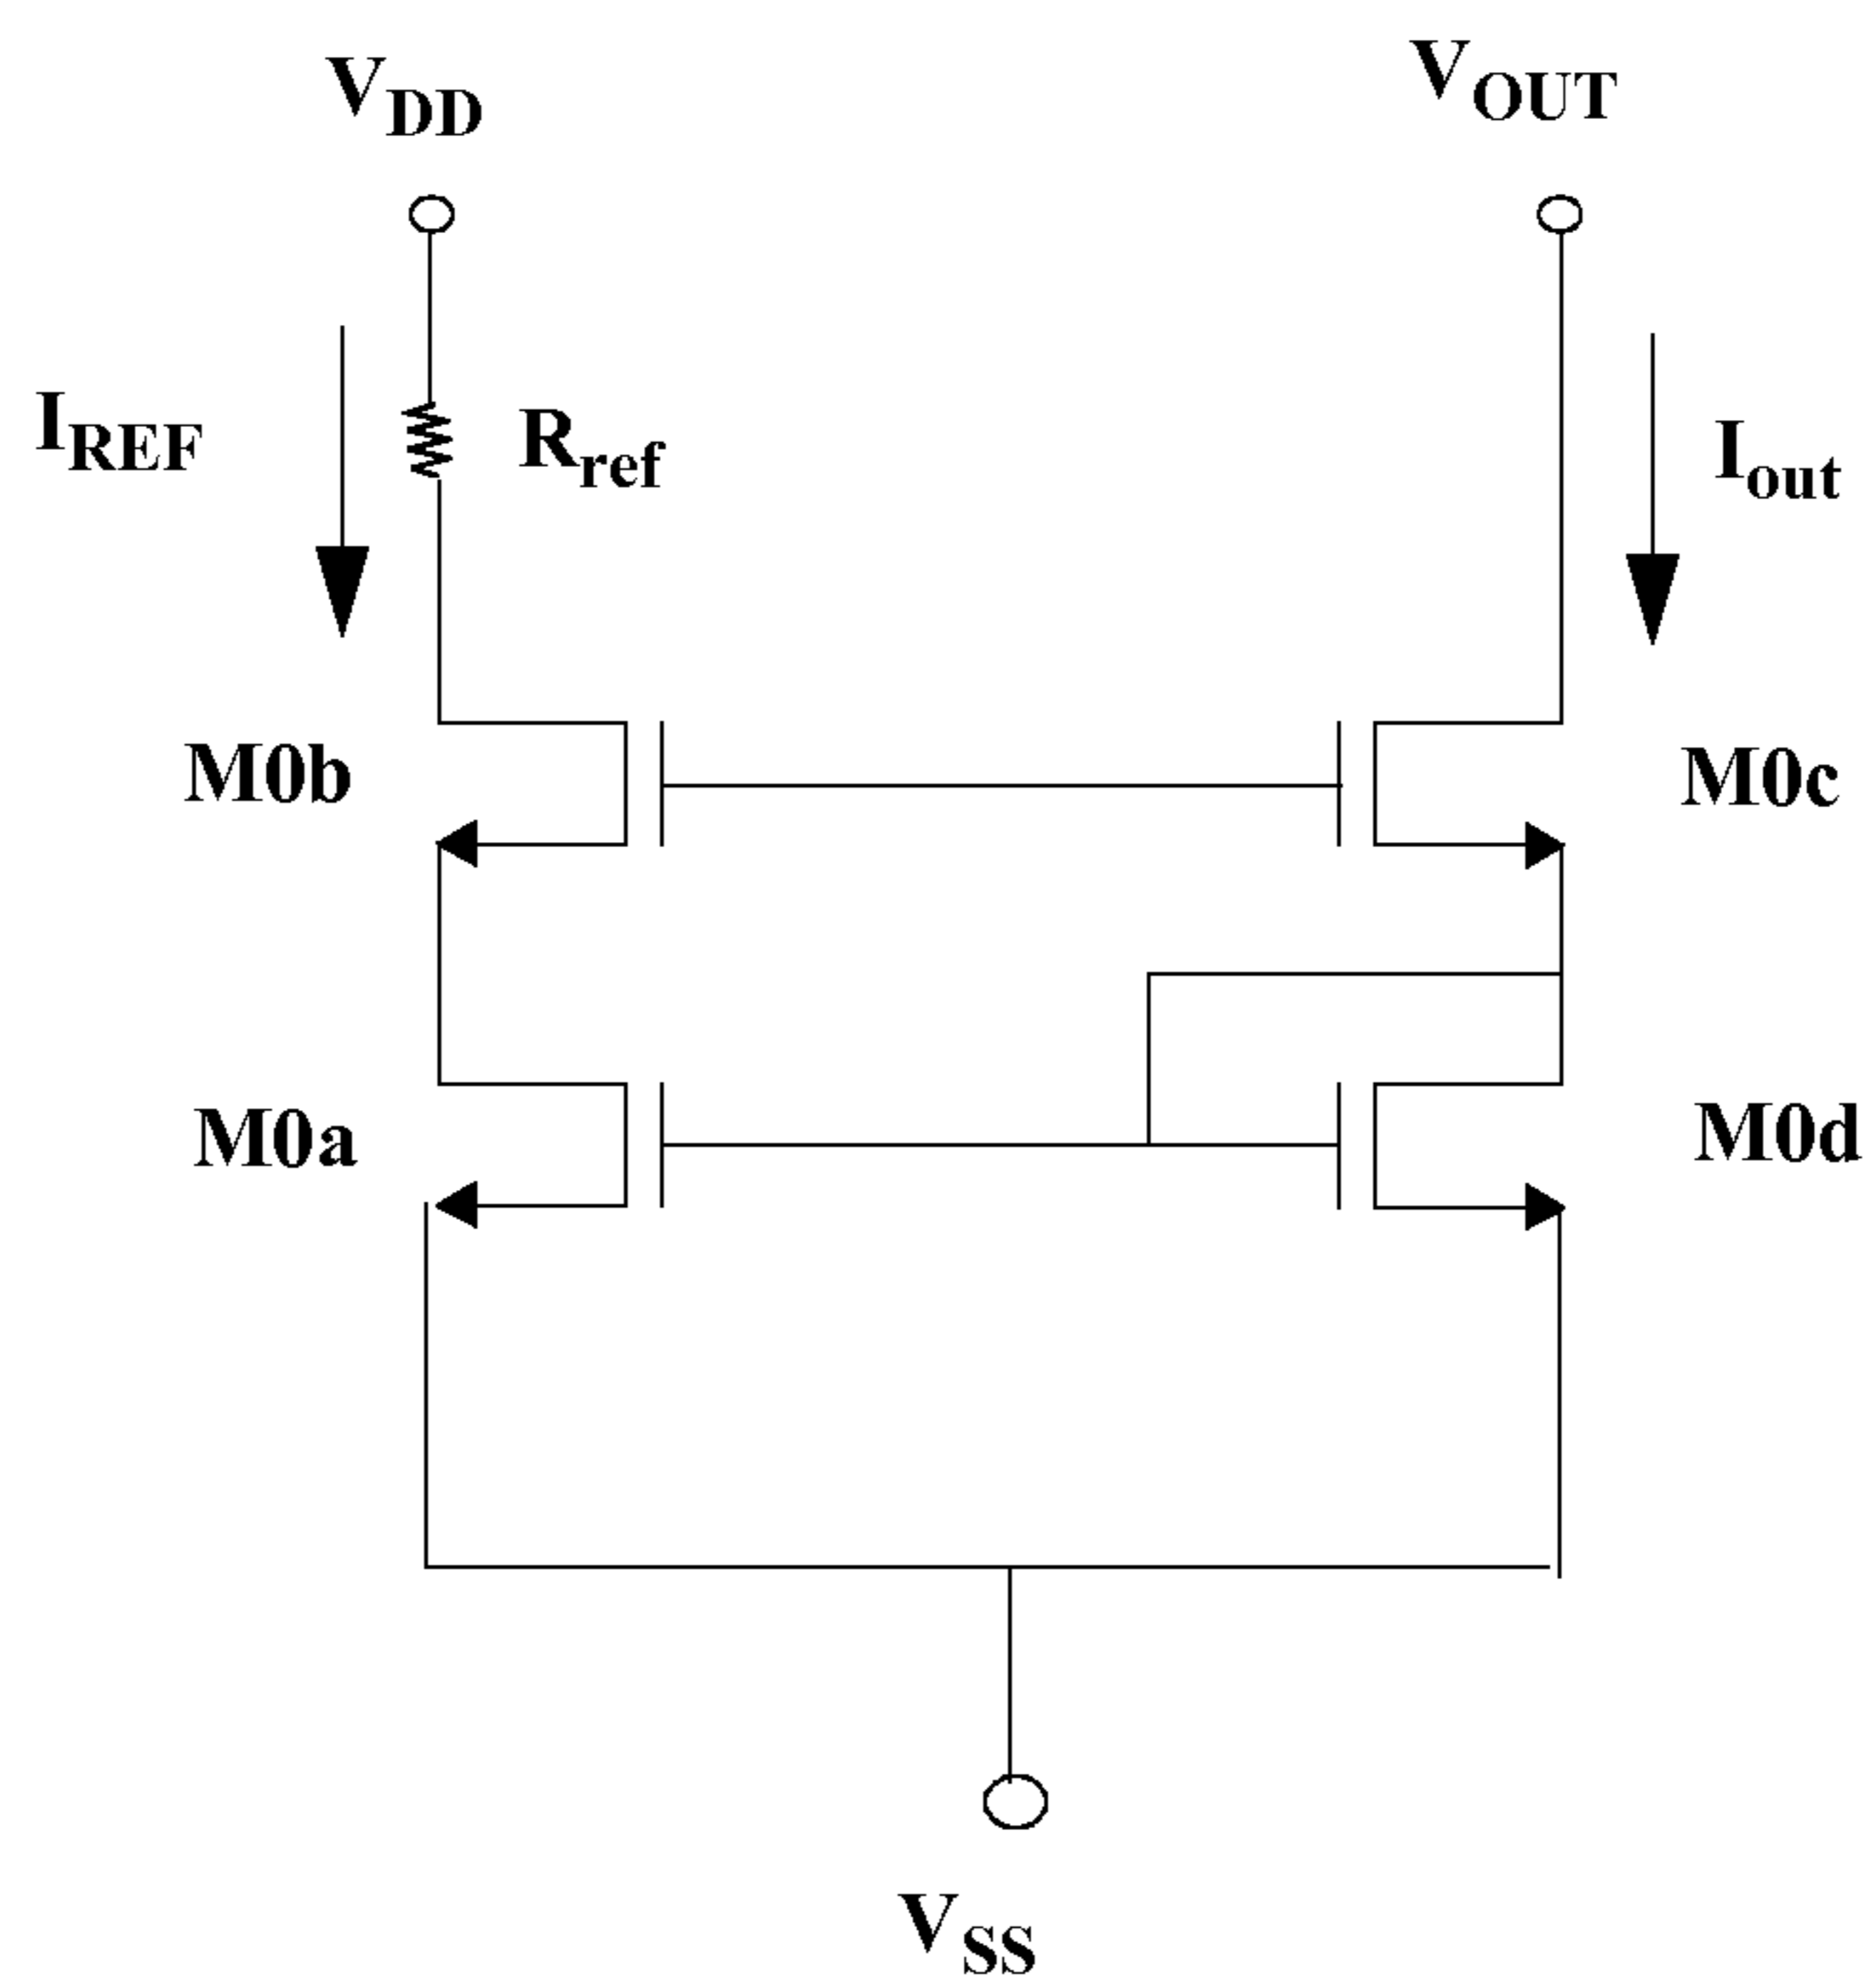 VDD
VOUT
IREF
Rref
Iout
M0b
M0c
M0a
M0d
VSS